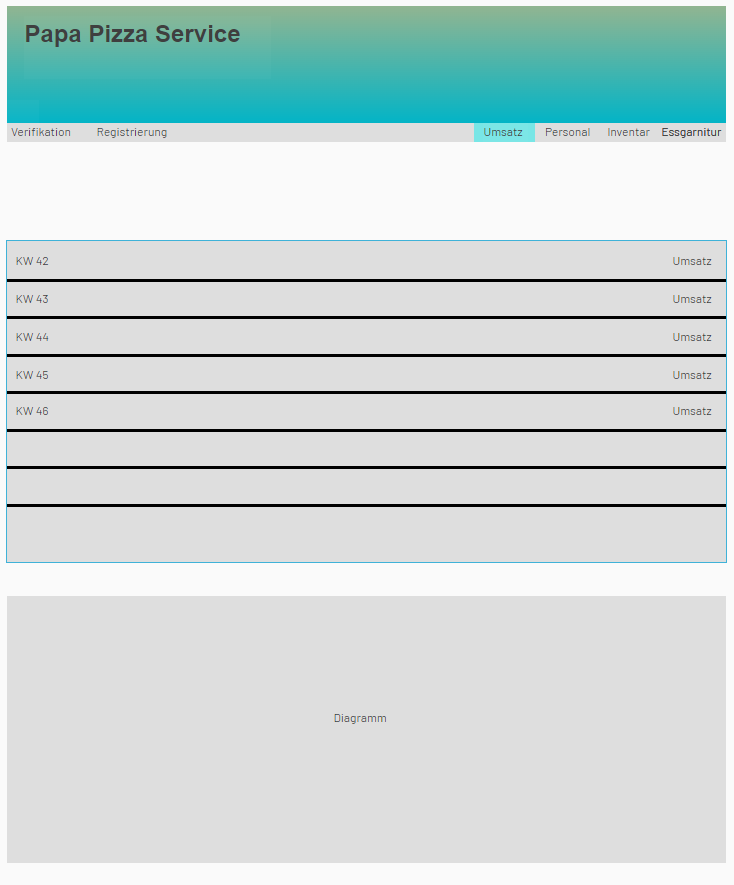 Papa Pizza Service
Verifikation Registrierung Umsatz Personal Inventar Essgarnitur
KW 42 Umsatz
KW 43 Umsatz
KW 44 Umsatz
KW 45 Umsatz
KW 46 Umsatz
Diagramm